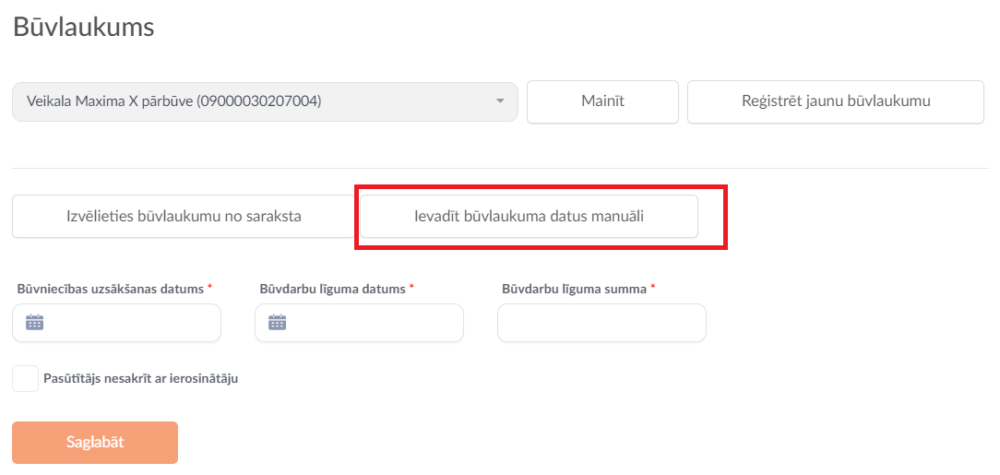 Būvlaukums
Veikala Maxima X pārbūve (09000030207004)
Mainīt
Reģistrēt jaunu būvlaukumu
Izvēlieties būvlaukumu no saraksta
Ievadīt būvlaukuma datus manuāli
Būvniecības uzsākšanas datums *
Būvdarbu līguma datums *
Būvdarbu līguma summa *
Pasūtītājs nesakrīt ar ierosinātāju
Saglabāt